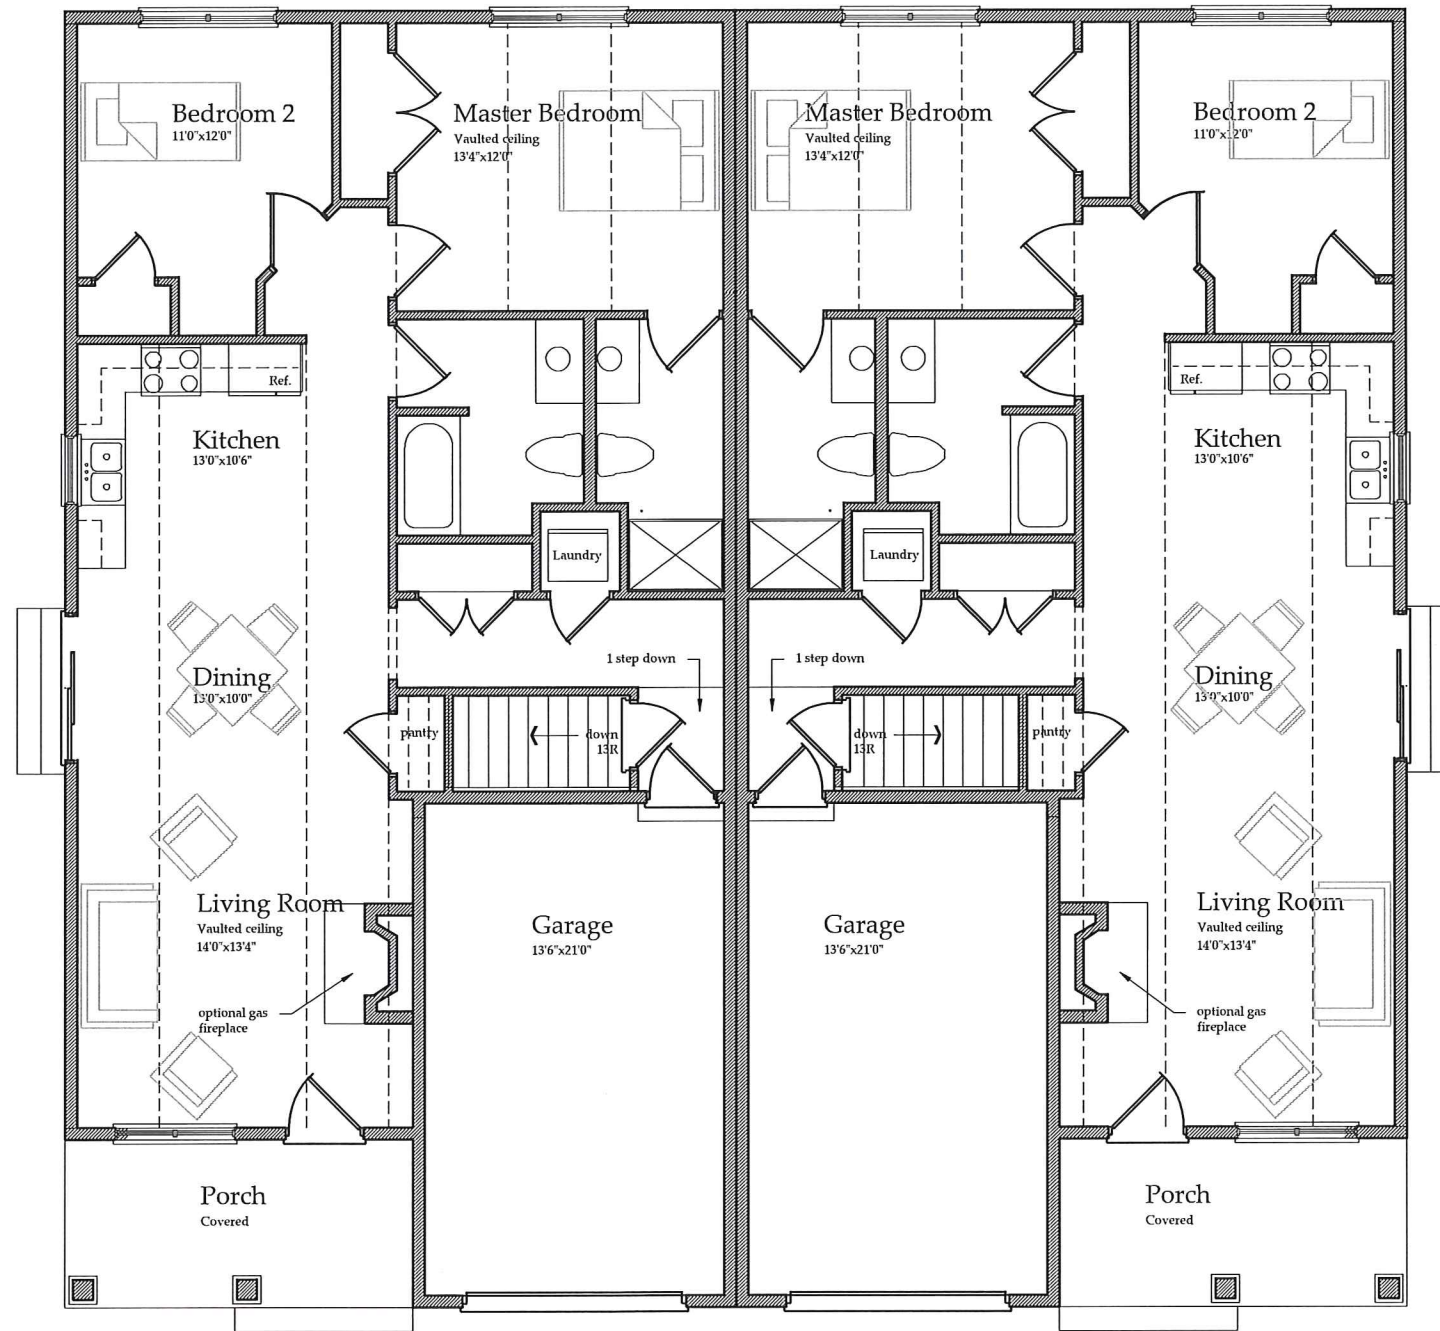 Bedroom 2
11'0"x12'0"
Master Bedroom
Vaulted ceiling
13'4"x12'0"
Master Bedroom
Vaulted ceiling
13'4"x12'0"
Bedroom 2
11'0"x12'0"
Ref.
Ref.
Kitchen
13'0"x10'6"
Kitchen
13'0"x10'6"
Laundry
Laundry
1 step down
1 step down
Dining
13'0"x10'0"
Dining
13'0"x10'0"
pantry
down
13R
down
13R
pantry
Living Room
Vaulted ceiling
14'0"x13'4"
Garage
13'6"x21'0"
Garage
13'6"x21'0"
Living Room
Vaulted ceiling
14'0"x13'4"
optional gas
fireplace
optional gas
fireplace
Porch
Covered
Porch
Covered